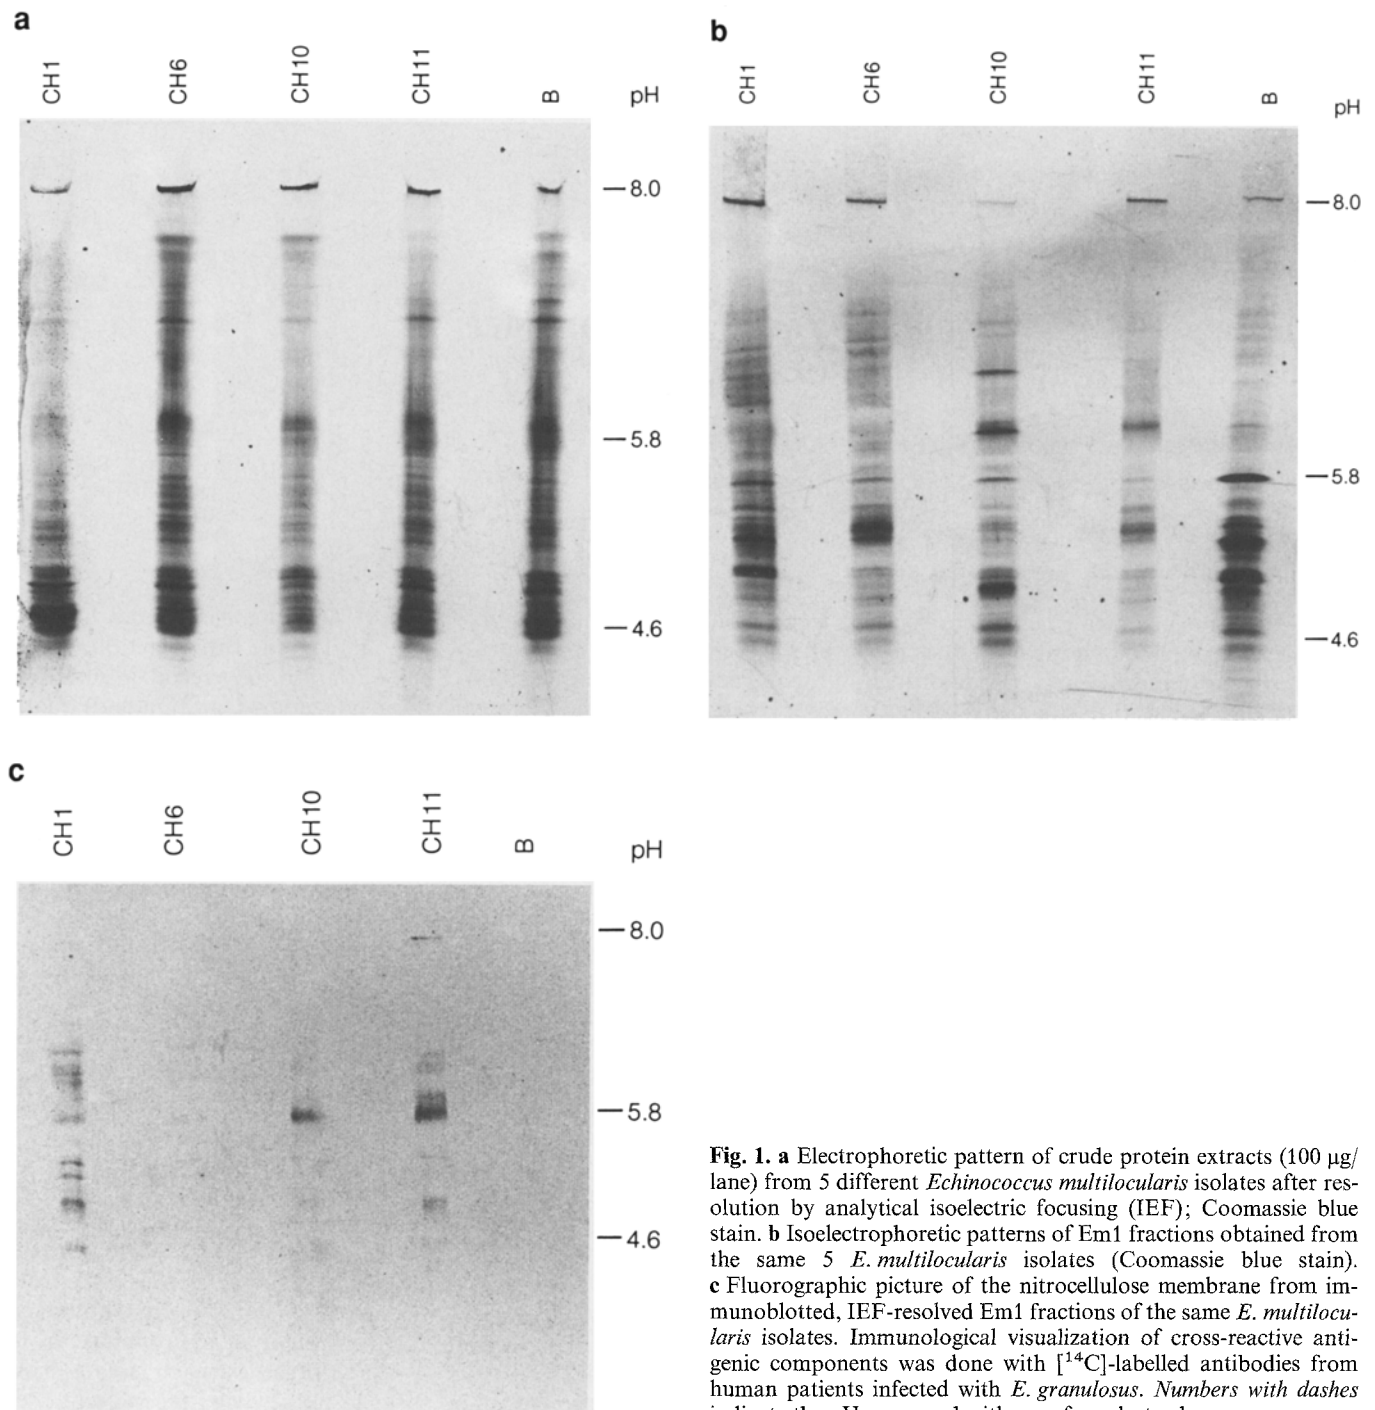 a
CH1 CH6 CH10 CH11 B pH
—8.0
—5.8
—4.6
b
CH1 CH6 CH10 CH11 B pH
—8.0
—5.8
—4.6
c
CH1 CH6 CH10 CH11 B pH
—8.0
—5.8
—4.6
Fig. 1. a Electrophoretic pattern of crude protein extracts (100 µg/
lane) from 5 different Echinococcus multilocularis isolates after res-
olution by analytical isoelectric focusing (IEF); Coomassie blue
stain. b Isoelectrophoretic patterns of Em1 fractions obtained from
the same 5 E. multilocularis isolates (Coomassie blue stain).
c Fluorographic picture of the nitrocellulose membrane from im-
munoblotted, IEF-resolved Em1 fractions of the same E. multilocu-
laris isolates. Immunological visualization of cross-reactive anti-
genic components was done with [¹⁴C]-labelled antibodies from
human patients infected with E. granulosus. Numbers with dashes